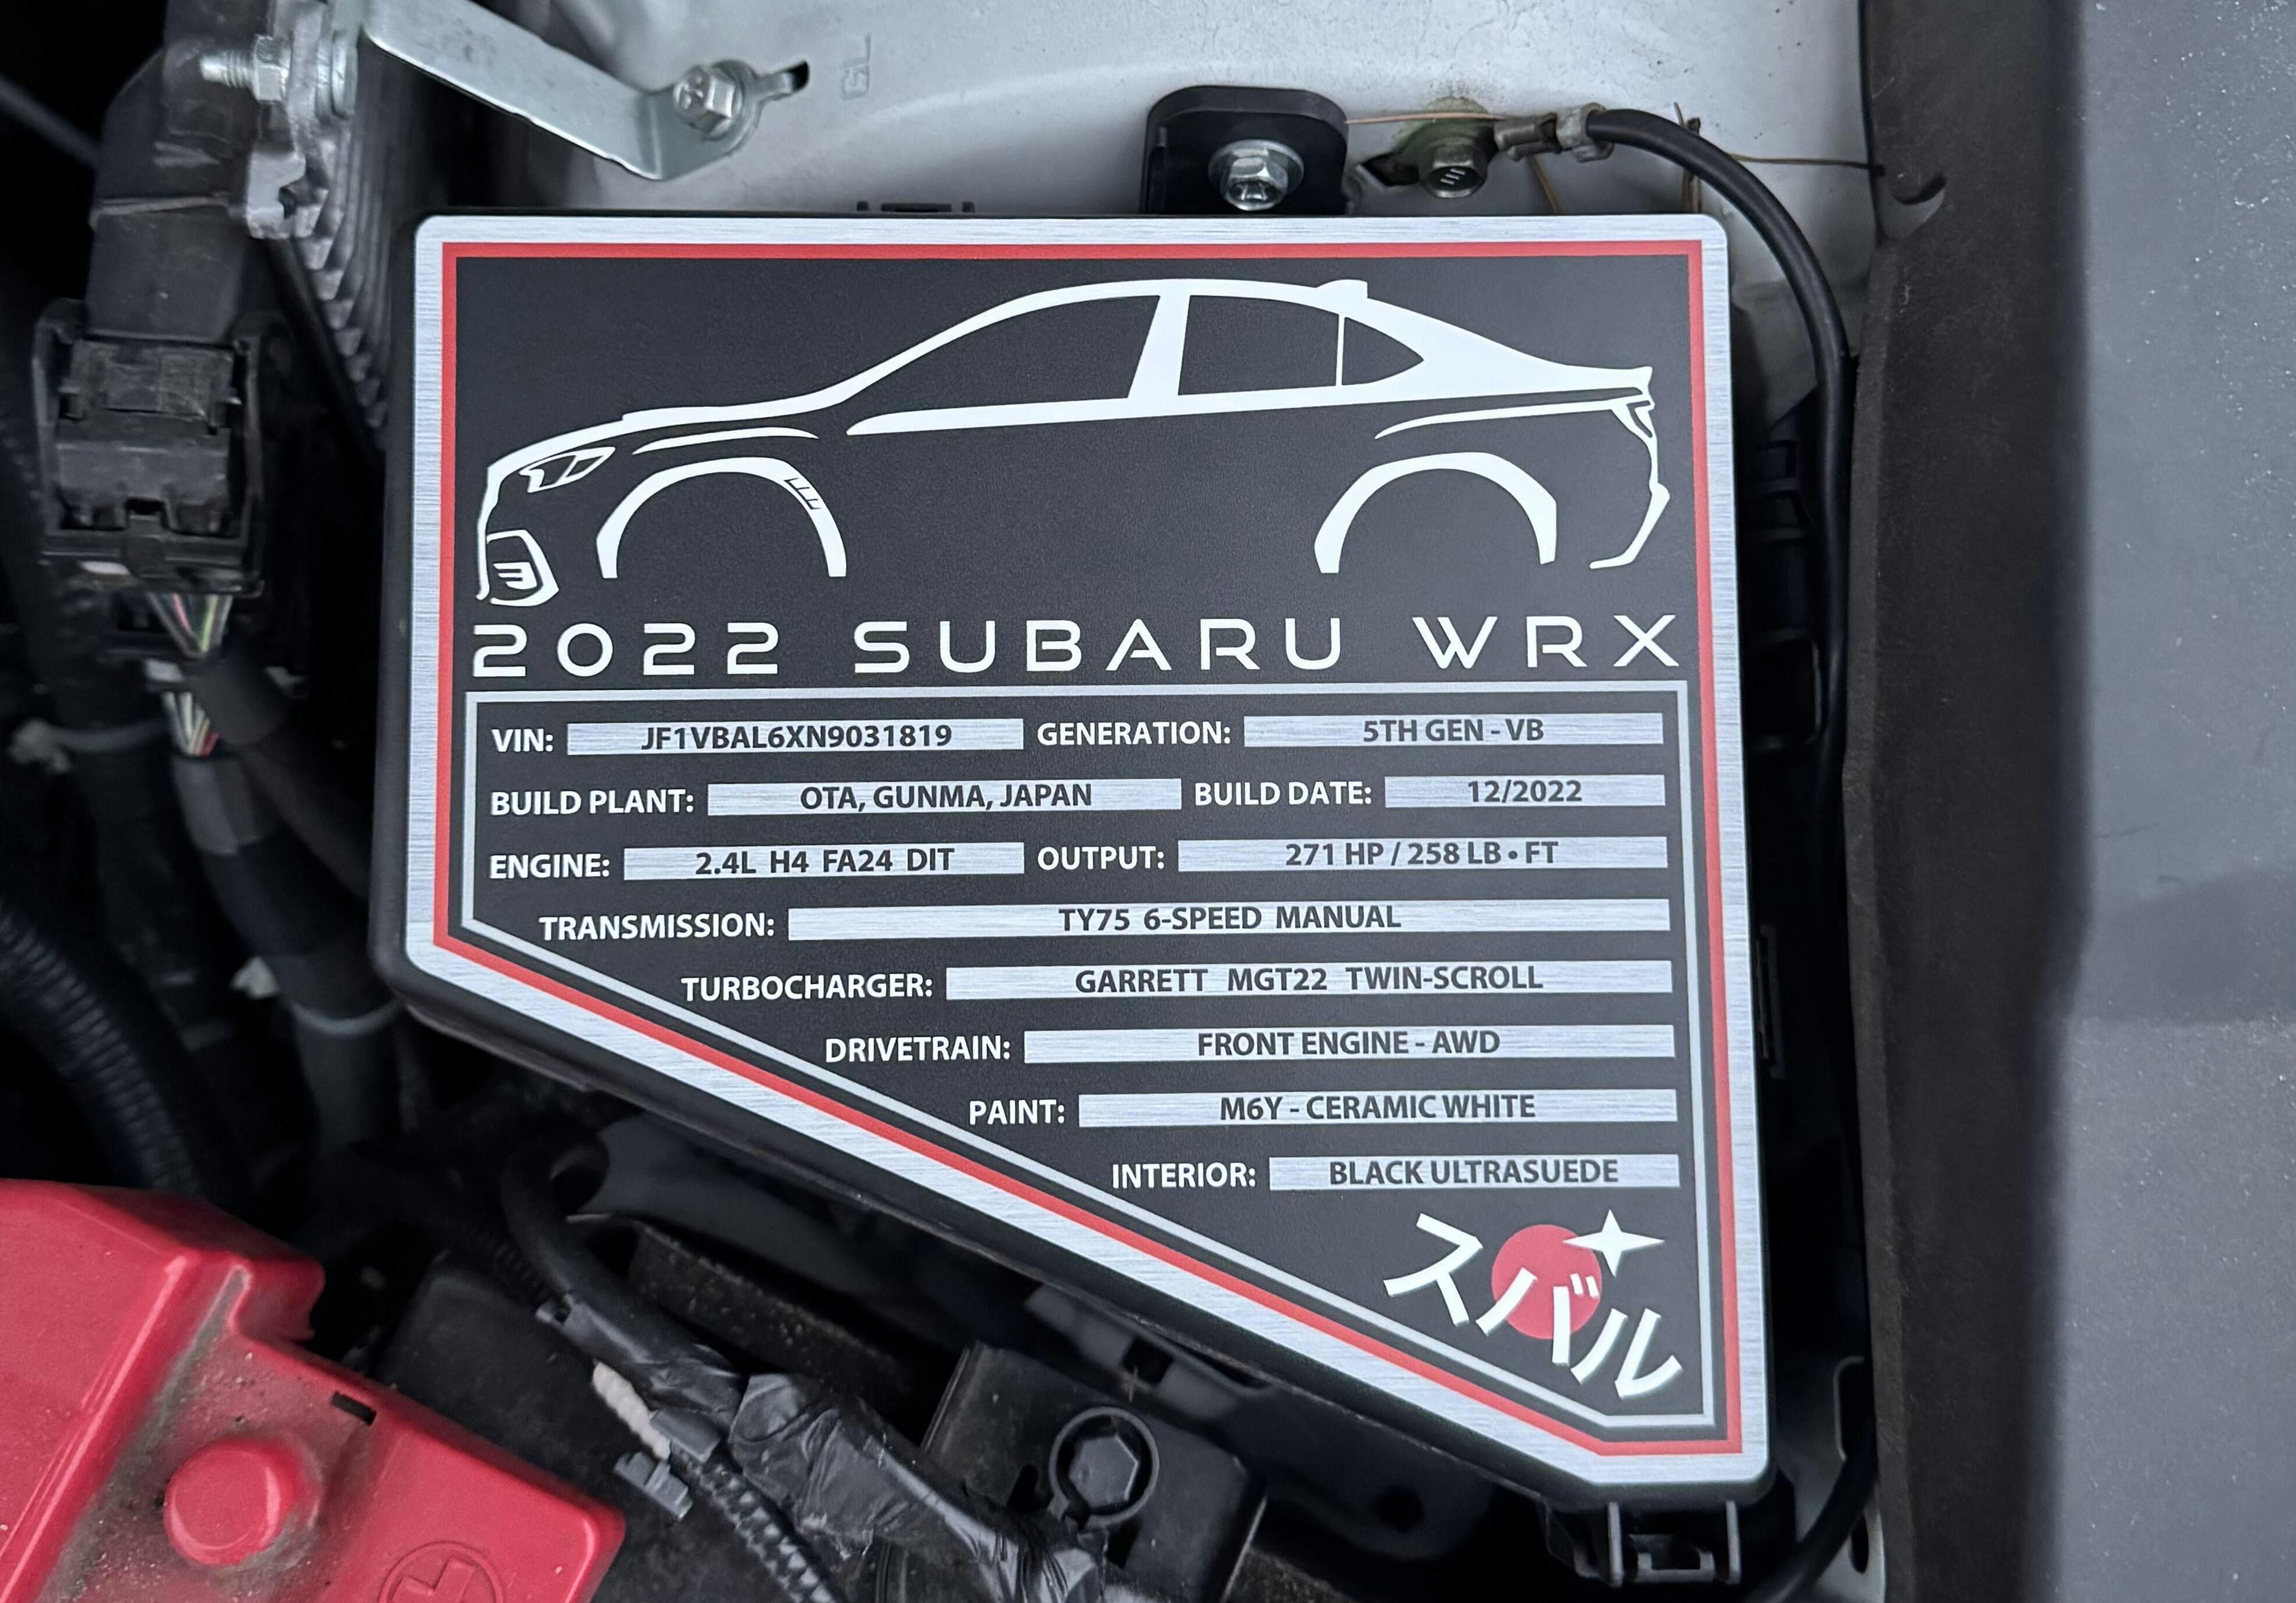 2022 SUBARU WRX
VIN: JF1VBAL6XN9031819 GENERATION: 5TH GEN - VB
BUILD PLANT: OTA, GUNMA, JAPAN BUILD DATE: 12/2022
ENGINE: 2.4L H4 FA24 DIT OUTPUT: 271 HP / 258 LB • FT
TRANSMISSION: TY75 6-SPEED MANUAL
TURBOCHARGER: GARRETT MGT22 TWIN-SCROLL
DRIVETRAIN: FRONT ENGINE - AWD
PAINT: M6Y - CERAMIC WHITE
INTERIOR: BLACK ULTRASUEDE
スバル